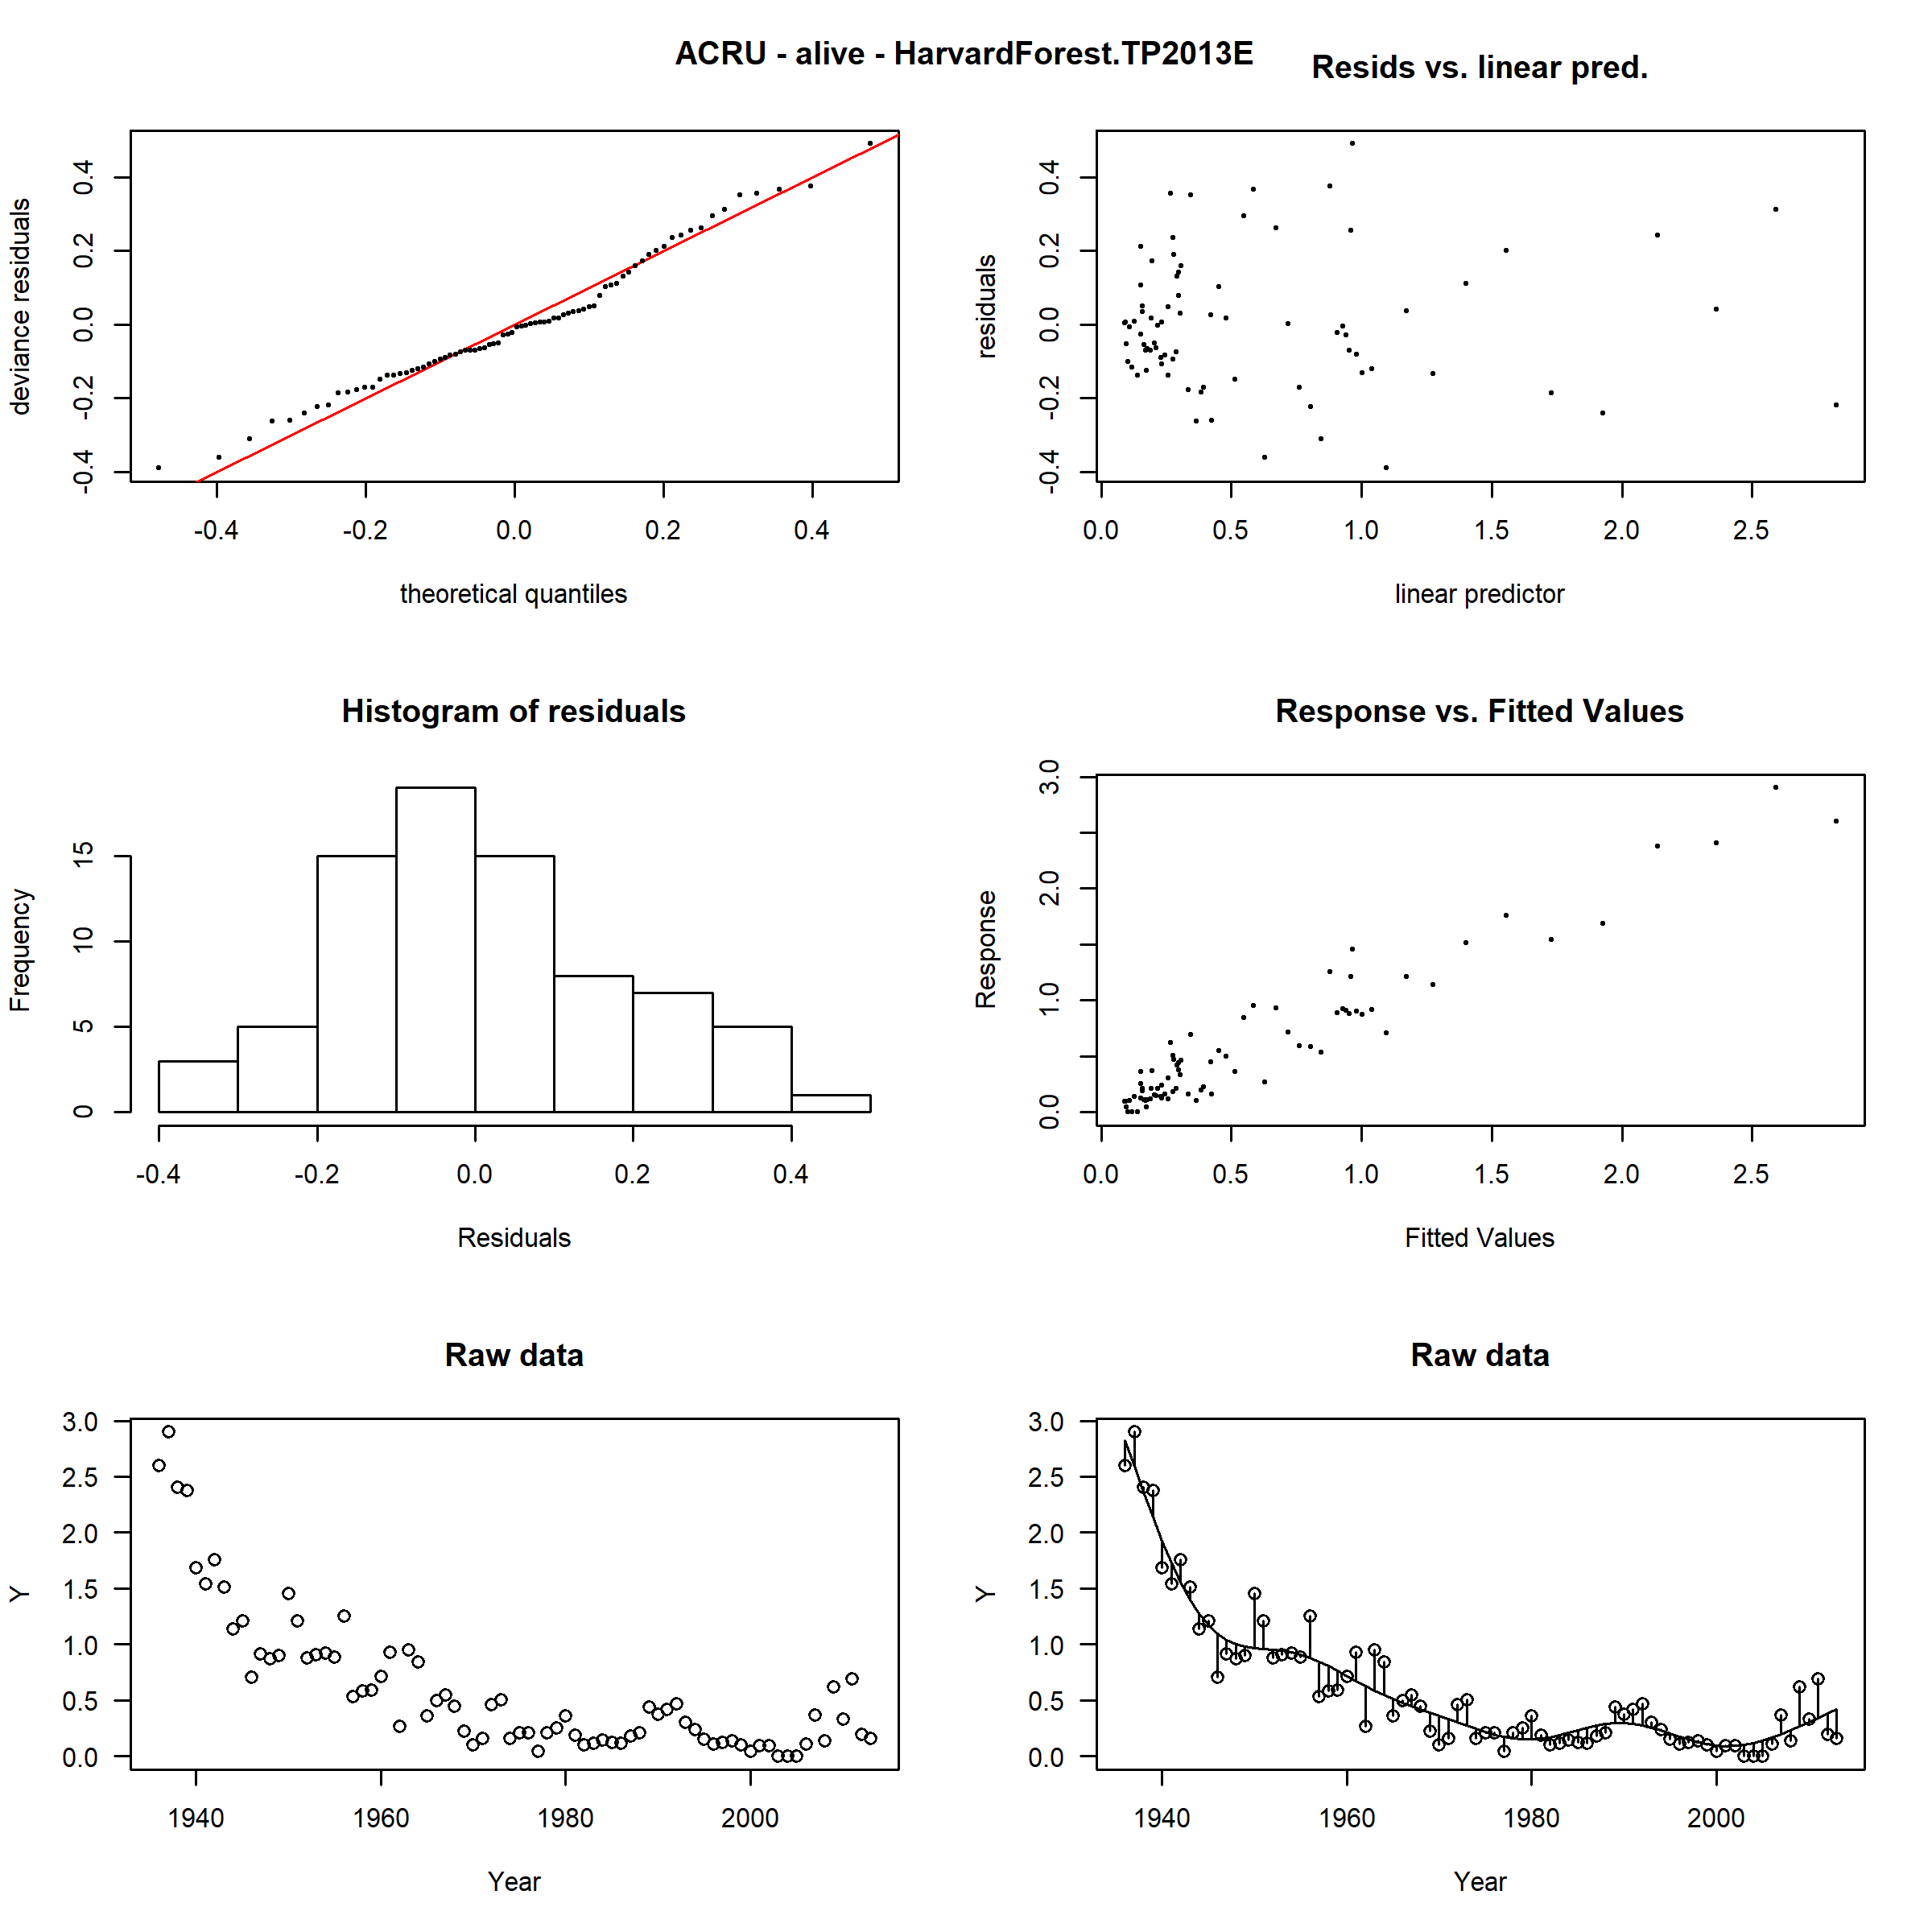 ACRU - alive - HarvardForest.TP2013E
Resids vs. linear pred.
deviance residuals
-0.4 -0.2 0.0 0.2 0.4
-0.4 -0.2 0.0 0.2 0.4
theoretical quantiles
residuals
-0.4 -0.2 0.0 0.2 0.4
0.0 0.5 1.0 1.5 2.0 2.5
linear predictor
Histogram of residuals
Frequency
0 5 10 15
-0.4 -0.2 0.0 0.2 0.4
Residuals
Response vs. Fitted Values
Response
0.0 1.0 2.0 3.0
0.0 0.5 1.0 1.5 2.0 2.5
Fitted Values
Raw data
Y
3.0
2.5
2.0
1.5
1.0
0.5
0.0
1940 1960 1980 2000
Year
Raw data
Y
3.0
2.5
2.0
1.5
1.0
0.5
0.0
1940 1960 1980 2000
Year